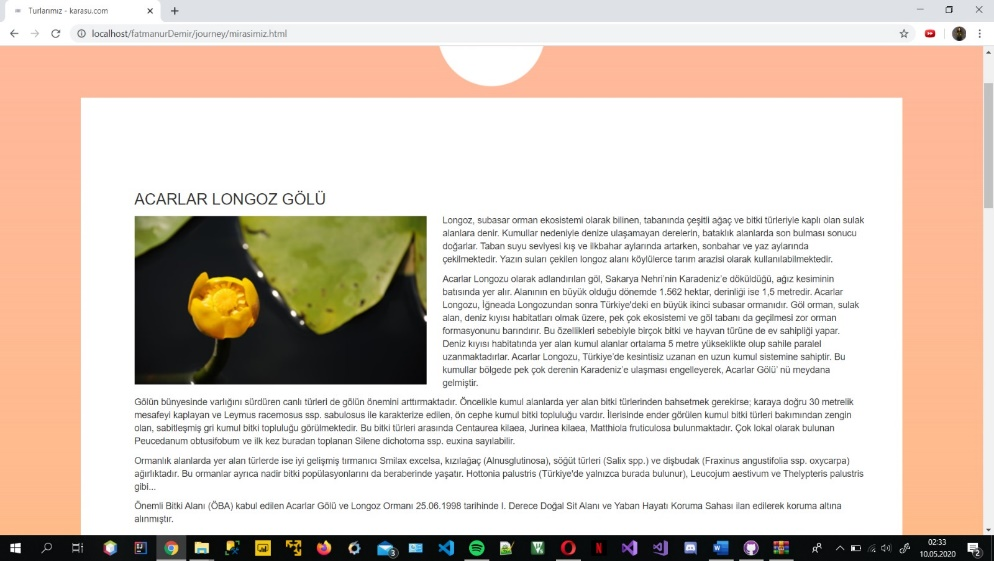 Turlarımız - karasu.com
localhost/fatmanurDemir/journey/mirasimiz.html
ACARLAR LONGOZ GÖLÜ
Longoz, subasar orman ekosistemi olarak bilinen, tabanında çeşitli ağaç ve bitki türleriyle kaplı olan sulak
alanlara denir. Kumullar nedeniyle denize ulaşamayan derelerin, bataklık alanlarda son bulması sonucu
doğarlar. Taban suyu seviyesi kış ve ilkbahar aylarında artarken, sonbahar ve yaz aylarında
çekilmektedir. Yazın suları çekilen longoz alanı köylülerce tarım arazisi olarak kullanılabilmektedir.
Acarlar Longozu olarak adlandırılan göl, Sakarya Nehri'nin Karadeniz'e döküldüğü, ağız kesiminin
batısında yer alır. Alanının en büyük olduğu dönemde 1.562 hektar, derinliği ise 1,5 metredir. Acarlar
Longozu, İğneada Longozundan sonra Türkiye'deki en büyük ikinci subasar ormanıdır. Göl orman, sulak
alan, deniz kıyısı habitatları olmak üzere, pek çok ekosistemi ve göl tabanı da geçilmesi zor orman
formasyonunu barındırır. Bu özellikleri sebebiyle birçok bitki ve hayvan türüne de ev sahipliği yapar.
Deniz kıyısı habitatında yer alan kumul alanlar ortalama 5 metre yükseklikte olup sahile paralel
uzanmaktadırlar. Acarlar Longozu, Türkiye'de kesintisiz uzanan en uzun kumul sistemine sahiptir. Bu
kumullar bölgede pek çok derenin Karadeniz'e ulaşması engelleyerek, Acarlar Gölü' nü meydana
gelmiştir.
Gölün bünyesinde varlığını sürdüren canlı türleri de gölün önemini arttırmaktadır. Öncelikle kumul alanlarda yer alan bitki türlerinden bahsetmek gerekirse; karaya doğru 30 metrelik
mesafeyi kaplayan ve Leymus racemosus ssp. sabulosus ile karakterize edilen, ön cephe kumul bitki topluluğu vardır. İlerisinde ender görülen kumul bitki türleri bakımından zengin
olan, sabitleşmiş gri kumul bitki topluluğu görülmektedir. Bu bitki türleri arasında Centaurea kilaea, Jurinea kilaea, Matthiola fruticulosa bulunmaktadır. Çok lokal olarak bulunan
Peucedanum obtusifobum ve ilk kez buradan toplanan Silene dichotoma ssp. euxina sayılabilir.
Ormanlık alanlarda yer alan türlerde ise iyi gelişmiş tırmanıcı Smilax excelsa, kızılağaç (Alnusglutinosa), söğüt türleri (Salix spp.) ve dişbudak (Fraxinus angustifolia ssp. oxycarpa)
ağırlıktadır. Bu ormanlar ayrıca nadir bitki popülasyonlarını da beraberinde yaşatır. Hottonia palustris (Türkiye'de yalnızca burada bulunur), Leucojum aestivum ve Thelypteris palustris
gibi...
Önemli Bitki Alanı (ÖBA) kabul edilen Acarlar Gölü ve Longoz Ormanı 25.06.1998 tarihinde I. Derece Doğal Sit Alanı ve Yaban Hayatı Koruma Sahası ilan edilerek koruma altına
alınmıştır.
02:33
10.05.2020